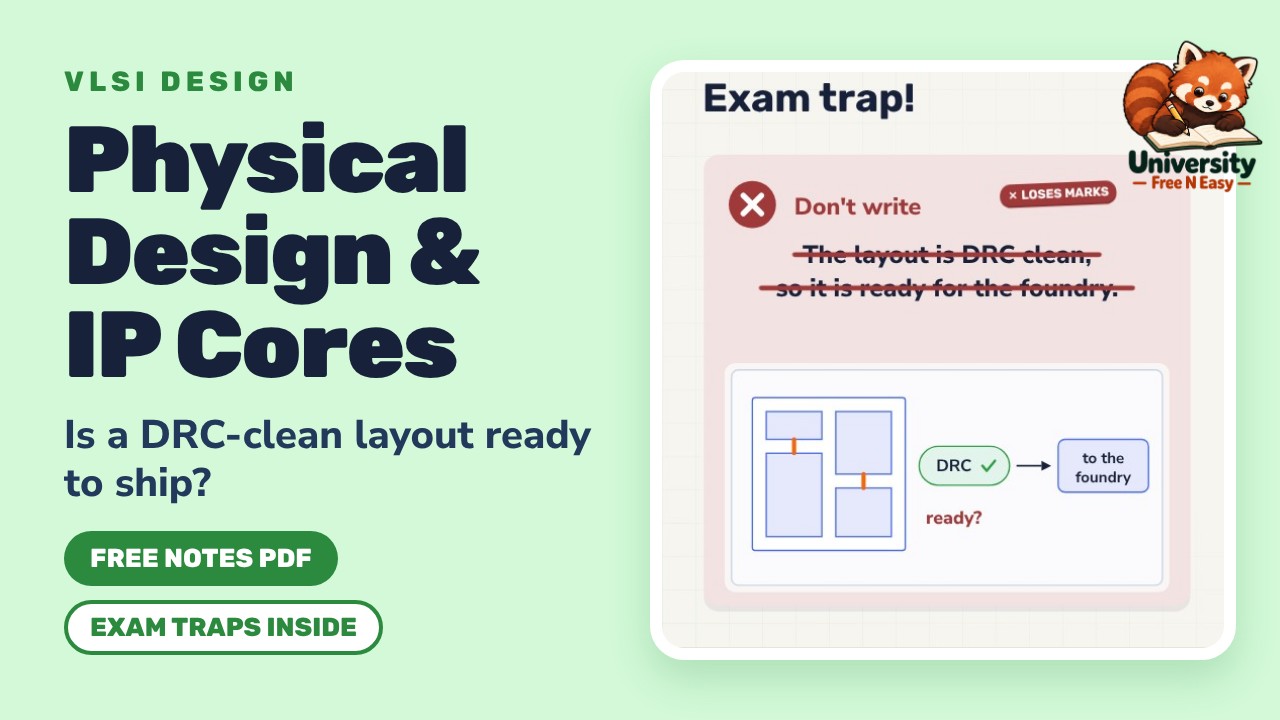 VLSI DESIGN
Physical
Design &
IP Cores
Is a DRC-clean layout ready
to ship?
FREE NOTES PDF
EXAM TRAPS INSIDE
Exam trap!
Don't write
× LOSES MARKS
The layout is DRC clean,
so it is ready for the foundry.
DRC
to the
foundry
ready?
University
Free N Easy